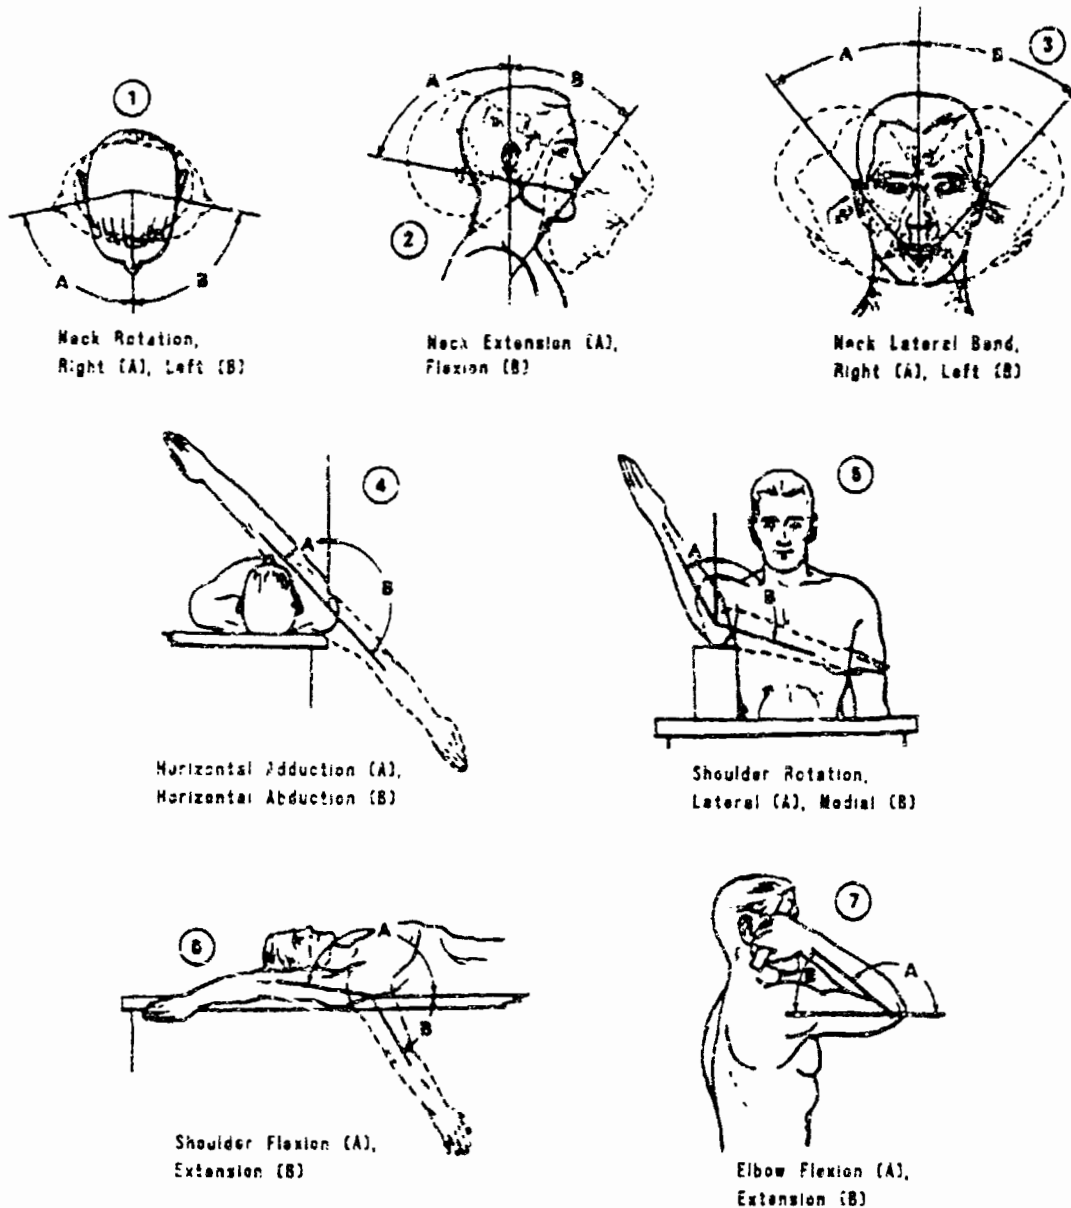 1
A
B
Neck Rotation,
Right (A), Left (B)
2
A
B
Neck Extension (A),
Flexion (B)
3
A
B
Neck Lateral Bend,
Right (A), Left (B)
4
A
B
Horizontal Adduction (A),
Horizontal Abduction (B)
5
A
B
Shoulder Rotation,
Lateral (A), Medial (B)
6
A
B
Shoulder Flexion (A),
Extension (B)
7
A
Elbow Flexion (A),
Extension (B)